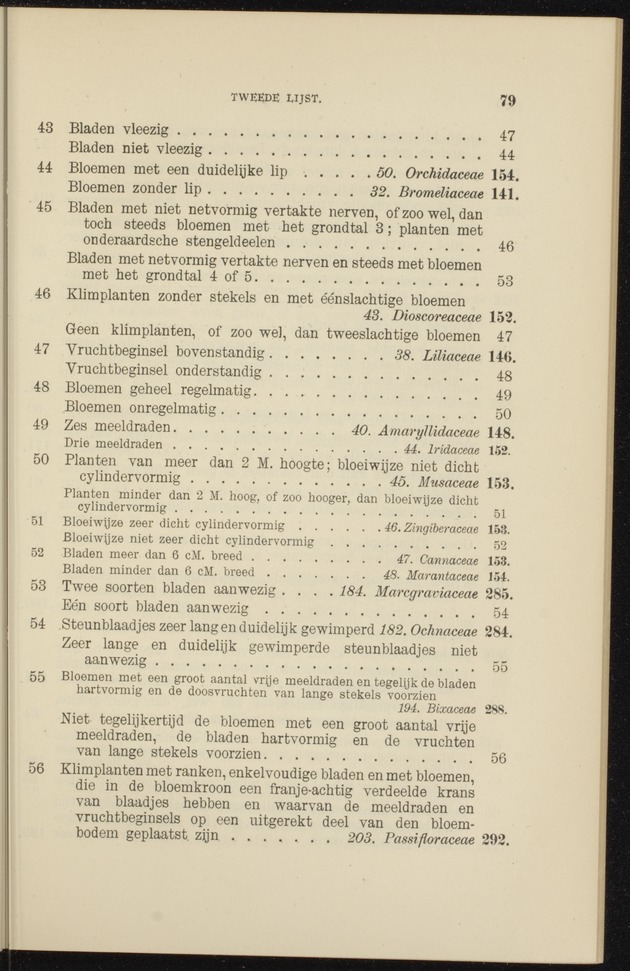 TWEEDE LIJST. 79
43 Bladen vleezig . . . . . . . . . . . . . . . . . . . . 47
Bladen niet vleezig . . . . . . . . . . . . . . . . . . 44
44 Bloemen met een duidelijke lip . . . . . 50. Orchidaceae 154.
Bloemen zonder lip . . . . . . . . . . 32. Bromeliaceae 141.
45 Bladen met niet netvormig vertakte nerven, of zoo wel, dan
toch steeds bloemen met het grondtal 3; planten met
onderaardsche stengeldeelen . . . . . . . . . . . . . 46
Bladen met netvormig vertakte nerven en steeds met bloemen
met het grondtal 4 of 5. . . . . . . . . . . . . . . . 53
46 Klimplanten zonder stekels en met éénslachtige bloemen
43. Dioscoreaceae 152.
Geen klimplanten, of zoo wel, dan tweeslachtige bloemen 47
47 Vruchtbeginsel bovenstandig . . . . . . . . 38. Liliaceae 146.
Vruchtbeginsel onderstandig . . . . . . . . . . . . . . 48
48 Bloemen geheel regelmatig. . . . . . . . . . . . . . . 49
Bloemen onregelmatig . . . . . . . . . . . . . . . . . 50
49 Zes meeldraden. . . . . . . . . . . 40. Amaryllidaceae 148.
Drie meeldraden . . . . . . . . . . . . . . . 44. Iridaceae 152.
50 Planten van meer dan 2 M. hoogte; bloeiwijze niet dicht
cylindervormig . . . . . . . . . . . . . 45. Musaceae 153.
Planten minder dan 2 M. hoog, of zoo hooger, dan bloeiwijze dicht
cylindervormig . . . . . . . . . . . . . . . . . . . . 51
51 Bloeiwijze zeer dicht cylindervormig . . . . . . 46. Zingiberaceae 153.
Bloeiwijze niet zeer dicht cylindervormig . . . . . . . . . . 52
52 Bladen meer dan 6 cM. breed . . . . . . . . . 47. Cannaceae 153.
Bladen minder dan 6 cM. breed . . . . . . . 48. Marantaceae 154.
53 Twee soorten bladen aanwezig . . . . 184. Marcgraviaceae 285.
Eén soort bladen aanwezig . . . . . . . . . . . . . . 54
54 Steunblaadjes zeer lang en duidelijk gewimperd 182. Ochnaceae 284.
Zeer lange en duidelijk gewimperde steunblaadjes niet
aanwezig . . . . . . . . . . . . . . . . . . . . . . 55
55 Bloemen met een groot aantal vrije meeldraden en tegelijk de bladen
hartvormig en de doosvruchten van lange stekels voorzien
194. Bixaceae 288.
Niet tegelijkertijd de bloemen met een groot aantal vrije
meeldraden, de bladen hartvormig en de vruchten
van lange stekels voorzien. . . . . . . . . . . . . . . 56
56 Klimplanten met ranken, enkelvoudige bladen en met bloemen,
die in de bloemkroon een franje-achtig verdeelde krans
van blaadjes hebben en waarvan de meeldraden en
vruchtbeginsels op een uitgerekt deel van den bloem-
bodem geplaatst zijn . . . . . . . 203. Passifloraceae 292.